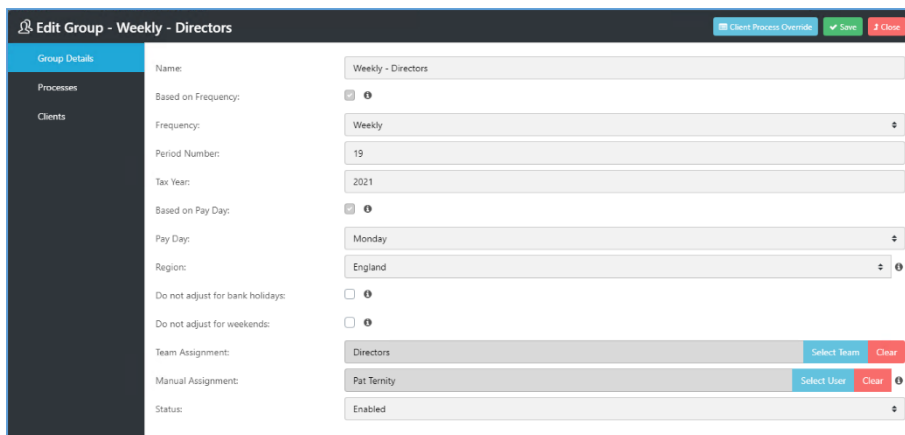 Edit Group - Weekly - Directors
Client Process Override
Save
Close
Group Details
Processes
Clients
Name: Weekly - Directors
Based on Frequency:
Frequency: Weekly
Period Number: 19
Tax Year: 2021
Based on Pay Day:
Pay Day: Monday
Region: England
Do not adjust for bank holidays:
Do not adjust for weekends:
Team Assignment: Directors Select Team Clear
Manual Assignment: Pat Ternity Select User Clear
Status: Enabled